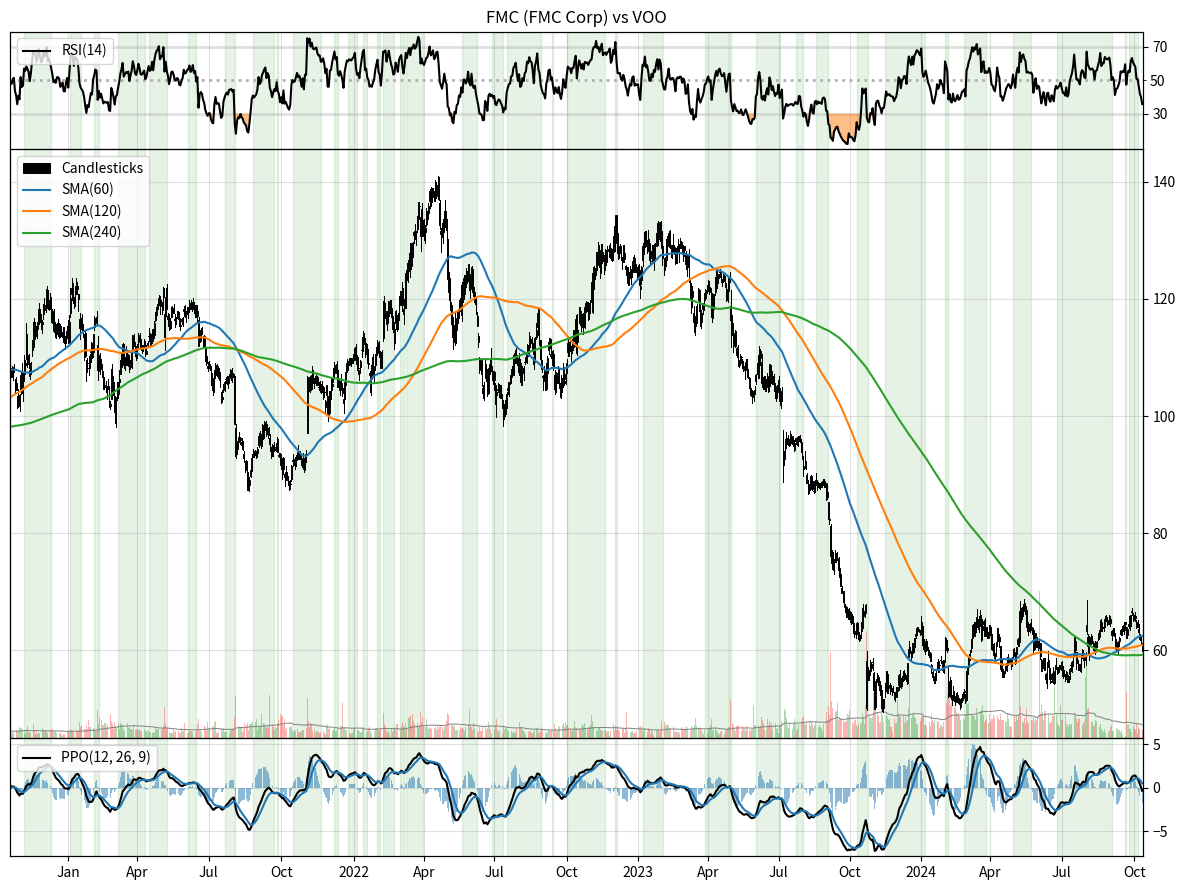 FMC (FMC Corp) vs VOO
RSI(14)
70
50
30
Candlesticks
SMA(60)
SMA(120)
SMA(240)
140
120
100
80
60
PPO(12, 26, 9)
5
0
−5
Jan Apr Jul Oct 2022 Apr Jul Oct 2023 Apr Jul Oct 2024 Apr Jul Oct